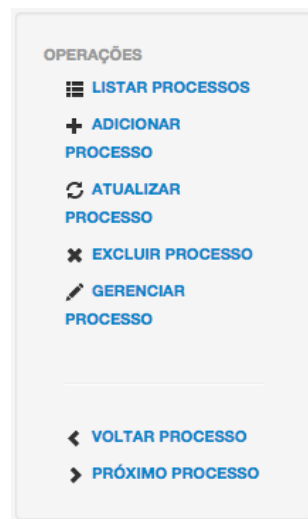 OPERAÇÕES
LISTAR PROCESSOS
ADICIONAR
PROCESSO
ATUALIZAR
PROCESSO
EXCLUIR PROCESSO
GERENCIAR
PROCESSO
VOLTAR PROCESSO
PRÓXIMO PROCESSO